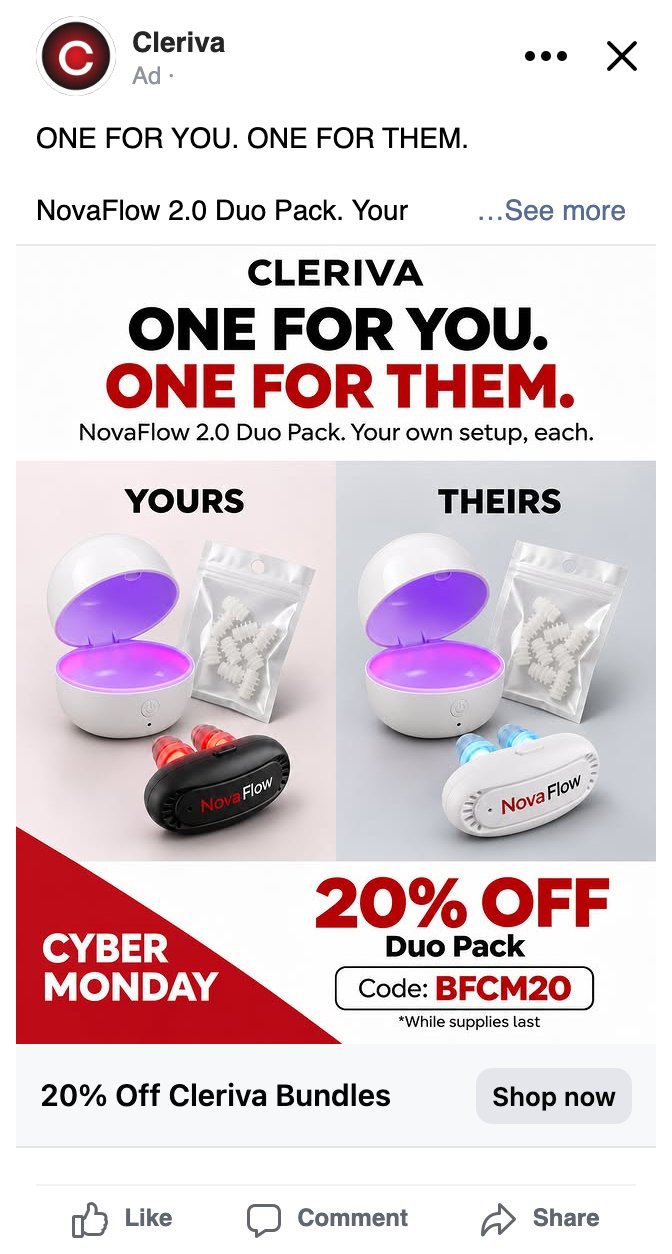 Cleriva
Ad ·
ONE FOR YOU. ONE FOR THEM.
NovaFlow 2.0 Duo Pack. Your ...See more
CLERIVA
ONE FOR YOU.
ONE FOR THEM.
NovaFlow 2.0 Duo Pack. Your own setup, each.
YOURS
THEIRS
NovaFlow
NovaFlow
CYBER
MONDAY
20% OFF
Duo Pack
Code: BFCM20
*While supplies last
20% Off Cleriva Bundles
Shop now
Like
Comment
Share